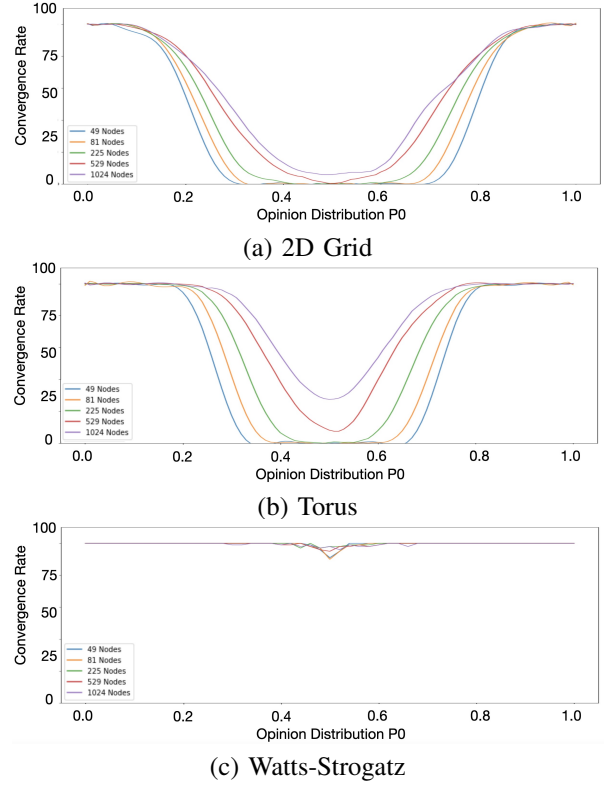 100
75
50
25
0
Convergence Rate
49 Nodes
81 Nodes
225 Nodes
529 Nodes
1024 Nodes
0.0 0.2 0.4 0.6 0.8 1.0
Opinion Distribution P0
(a) 2D Grid
100
75
50
25
0
Convergence Rate
49 Nodes
81 Nodes
225 Nodes
529 Nodes
1024 Nodes
0.0 0.2 0.4 0.6 0.8 1.0
Opinion Distribution P0
(b) Torus
100
75
50
25
0
Convergence Rate
49 Nodes
81 Nodes
225 Nodes
529 Nodes
1024 Nodes
0.0 0.2 0.4 0.6 0.8 1.0
Opinion Distribution P0
(c) Watts-Strogatz